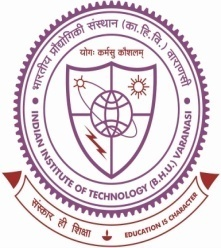 भारतीय प्रौद्योगिकी संस्थान (का.हि.वि.) वाराणसी
योगः कर्मसु कौशलम्
INDIAN INSTITUTE OF TECHNOLOGY (B.H.U.) VARANASI
संस्कार ही शिक्षा
EDUCATION IS CHARACTER